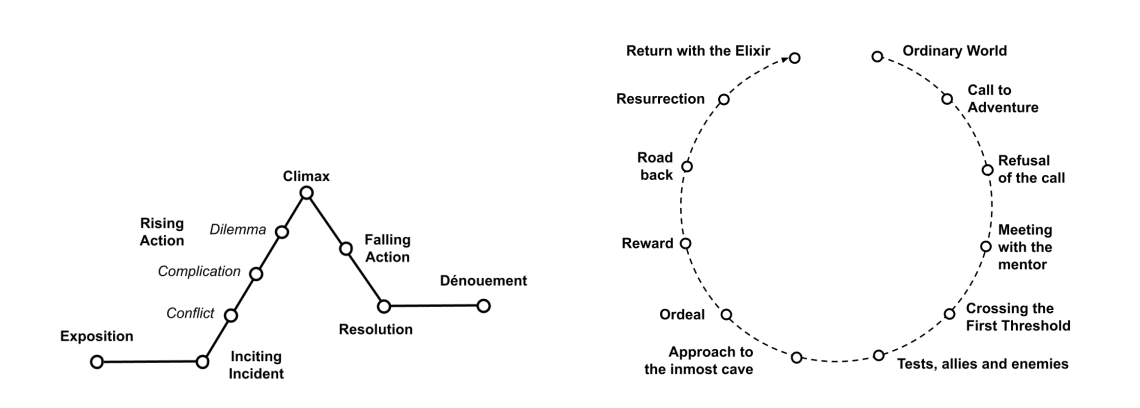 Climax
Rising
Action
Dilemma
Complication
Conflict
Falling
Action
Dénouement
Resolution
Exposition
Inciting
Incident
Return with the Elixir
Ordinary World
Resurrection
Call to
Adventure
Road
back
Refusal
of the call
Reward
Meeting
with the
mentor
Ordeal
Crossing the
First Threshold
Approach to
the inmost cave
Tests, allies and enemies